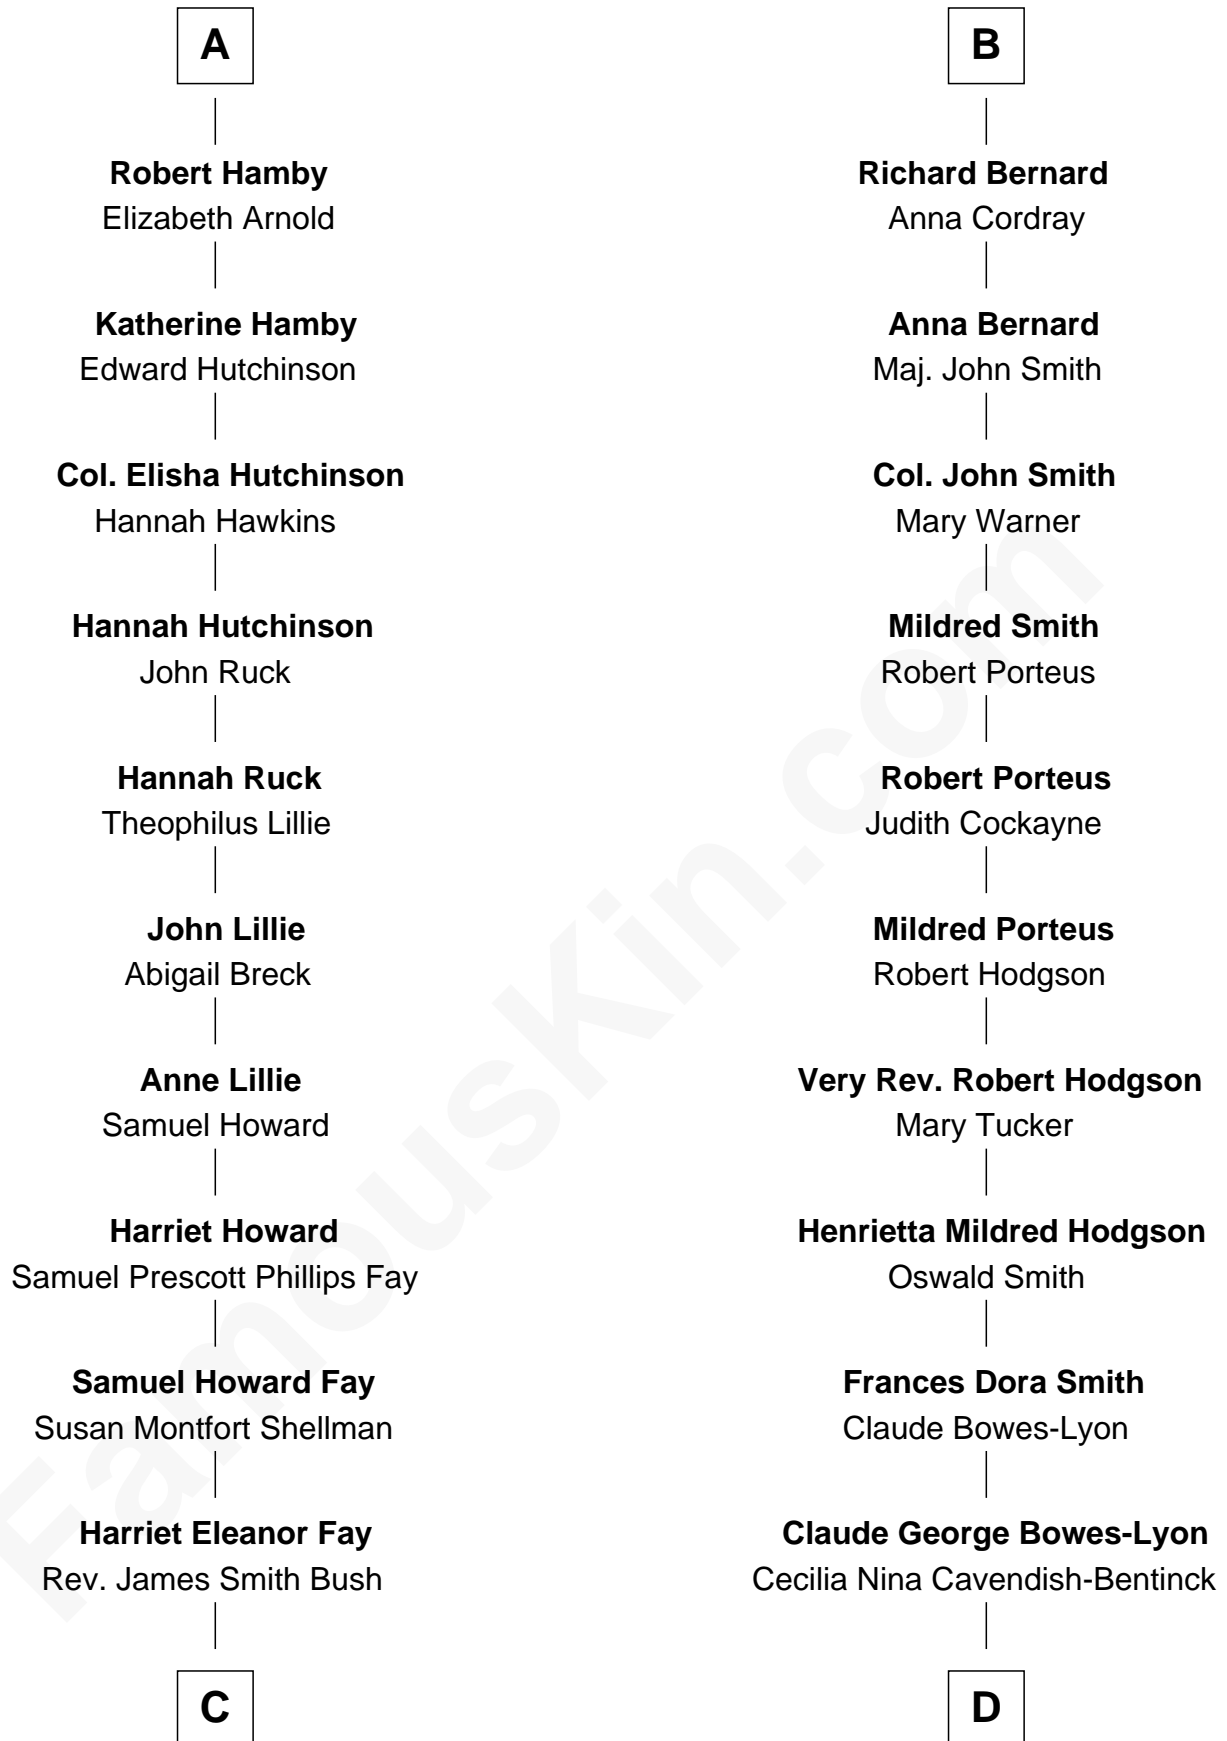 A
Robert Hamby
Elizabeth Arnold
Katherine Hamby
Edward Hutchinson
Col. Elisha Hutchinson
Hannah Hawkins
Hannah Hutchinson
John Ruck
Hannah Ruck
Theophilus Lillie
John Lillie
Abigail Breck
Anne Lillie
Samuel Howard
Harriet Howard
Samuel Prescott Phillips Fay
Samuel Howard Fay
Susan Montfort Shellman
Harriet Eleanor Fay
Rev. James Smith Bush
C
B
Richard Bernard
Anna Cordray
Anna Bernard
Maj. John Smith
Col. John Smith
Mary Warner
Mildred Smith
Robert Porteus
Robert Porteus
Judith Cockayne
Mildred Porteus
Robert Hodgson
Very Rev. Robert Hodgson
Mary Tucker
Henrietta Mildred Hodgson
Oswald Smith
Frances Dora Smith
Claude Bowes-Lyon
Claude George Bowes-Lyon
Cecilia Nina Cavendish-Bentinck
D
FamousKin.com